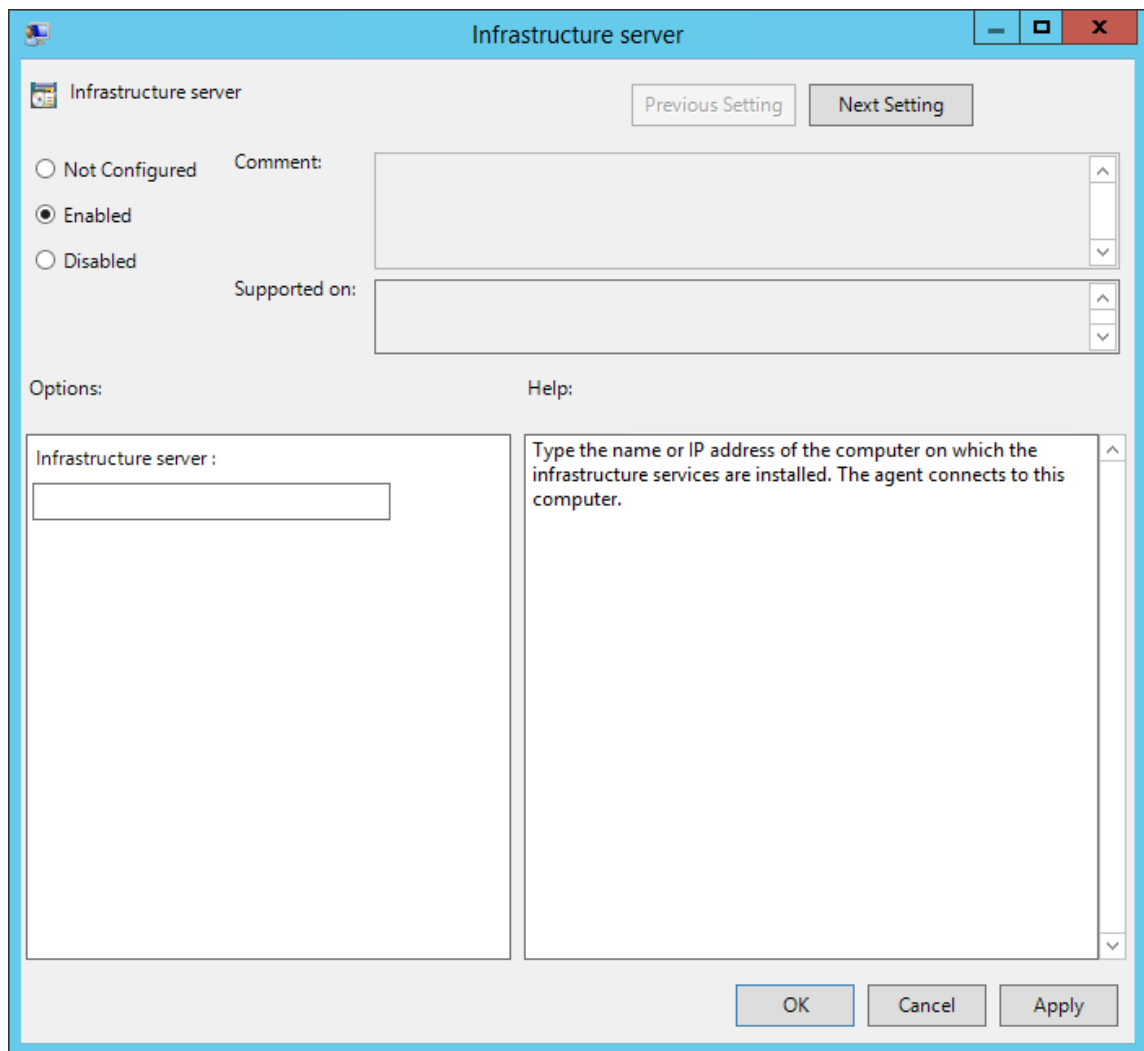 Infrastructure server
Infrastructure server
Previous Setting
Next Setting
Not Configured
Comment:
Enabled
Disabled
Supported on:
Options:
Help:
Infrastructure server :
Type the name or IP address of the computer on which the
infrastructure services are installed. The agent connects to this
computer.
OK
Cancel
Apply